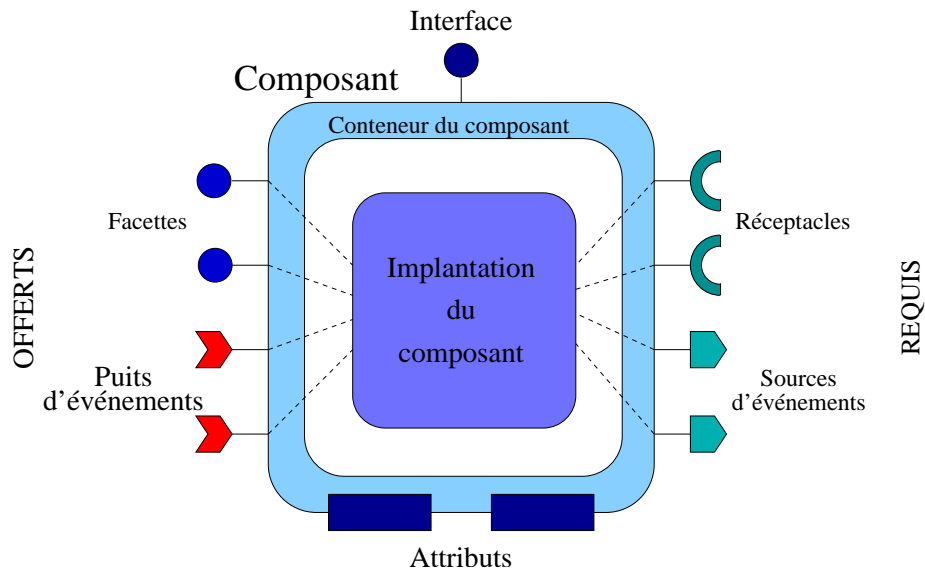 Interface
Composant
Conteneur du composant
Facettes
Réceptacles
OFFERTS
REQUIS
Implantation
du
composant
Puits
d'événements
Sources
d'événements
Attributs